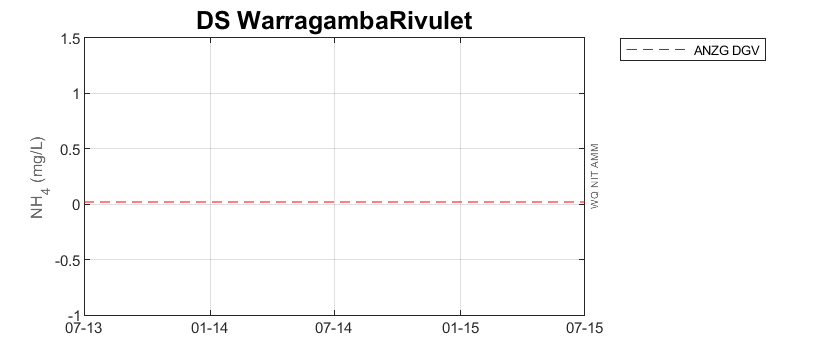 DS WarragambaRivulet
ANZG DGV
1.5
1
0.5
0
-0.5
-1
NH4 (mg/L)
WQ NIT AMM
07-13
01-14
07-14
01-15
07-15